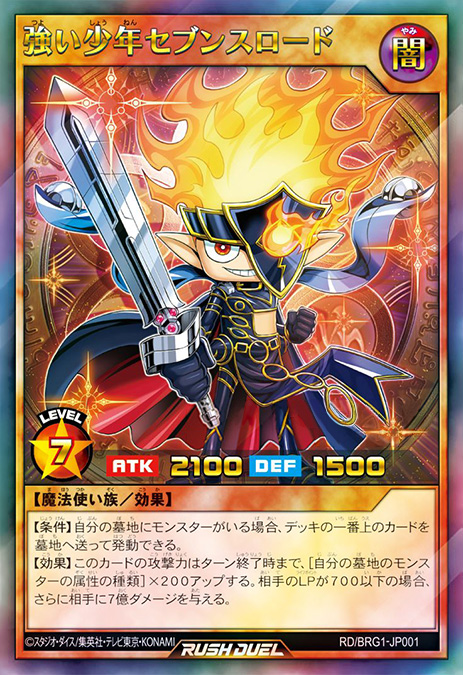 強い少年セブンスロード
闇
LEVEL
7
ATK 2100 DEF 1500
【魔法使い族／効果】
【条件】自分の墓地にモンスターがいる場合、デッキの一番上のカードを
墓地へ送って発動できる。
【効果】このカードの攻撃力はターン終了時まで、[自分の墓地のモン
スターの属性の種類]×200アップする。相手のLPが700以下の場合、
さらに相手に7億ダメージを与える。
©スタジオ・ダイス/集英社・テレビ東京・KONAMI
RUSH DUEL
RD/BRG1-JP001